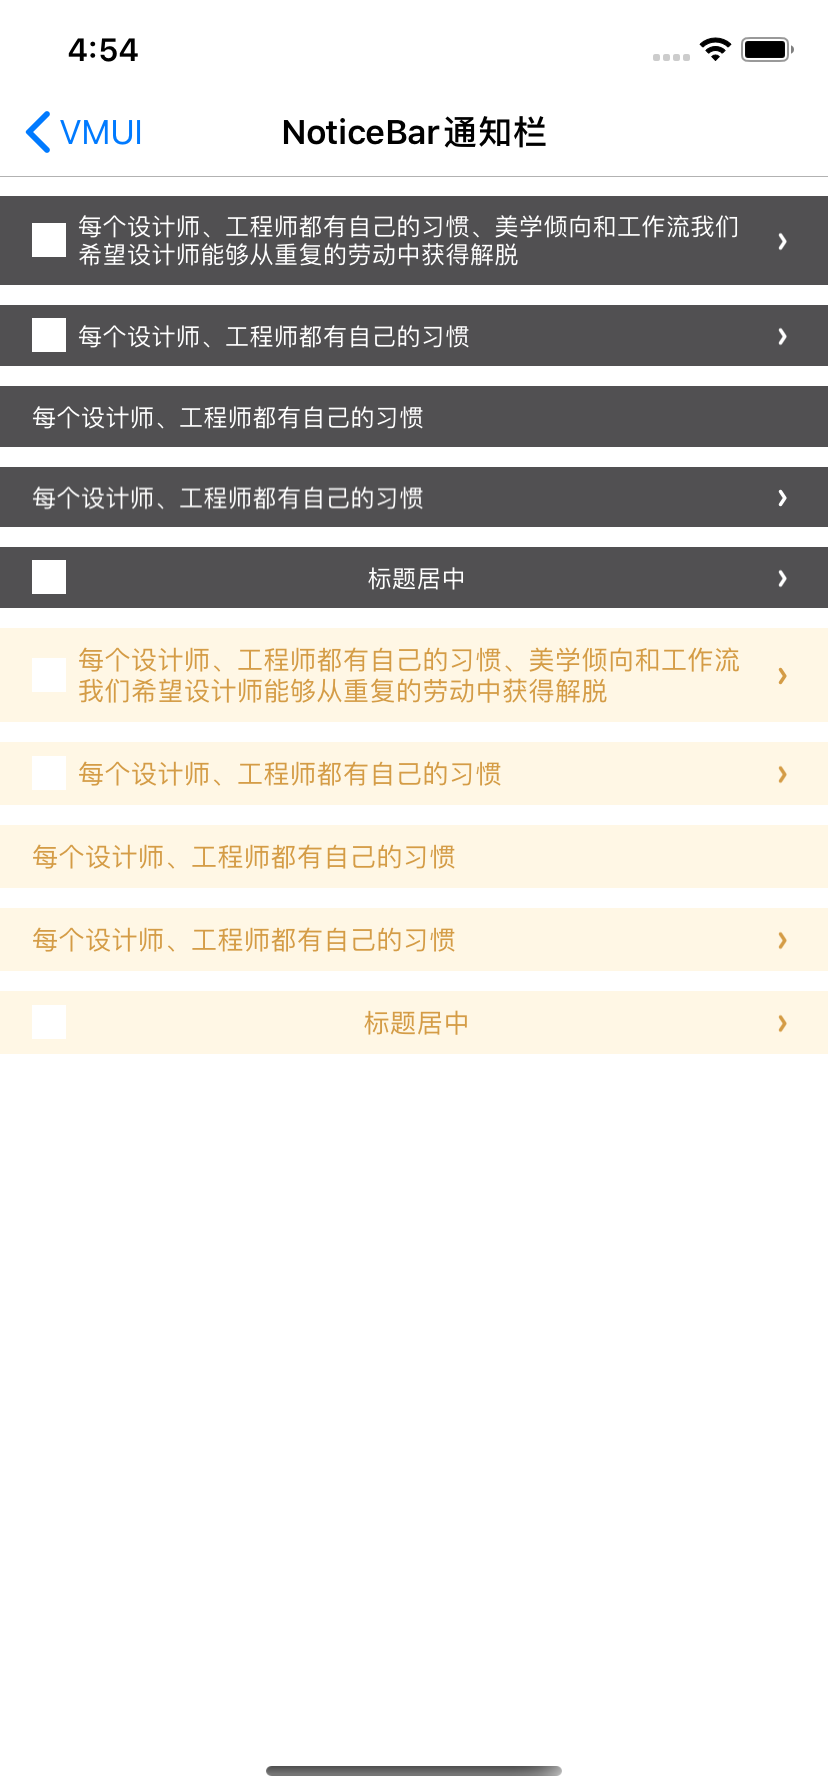 4:54
VMUI
NoticeBar通知栏
每个设计师、工程师都有自己的习惯、美学倾向和工作流我们
希望设计师能够从重复的劳动中获得解脱
每个设计师、工程师都有自己的习惯
每个设计师、工程师都有自己的习惯
每个设计师、工程师都有自己的习惯
标题居中
每个设计师、工程师都有自己的习惯、美学倾向和工作流
我们希望设计师能够从重复的劳动中获得解脱
每个设计师、工程师都有自己的习惯
每个设计师、工程师都有自己的习惯
每个设计师、工程师都有自己的习惯
标题居中